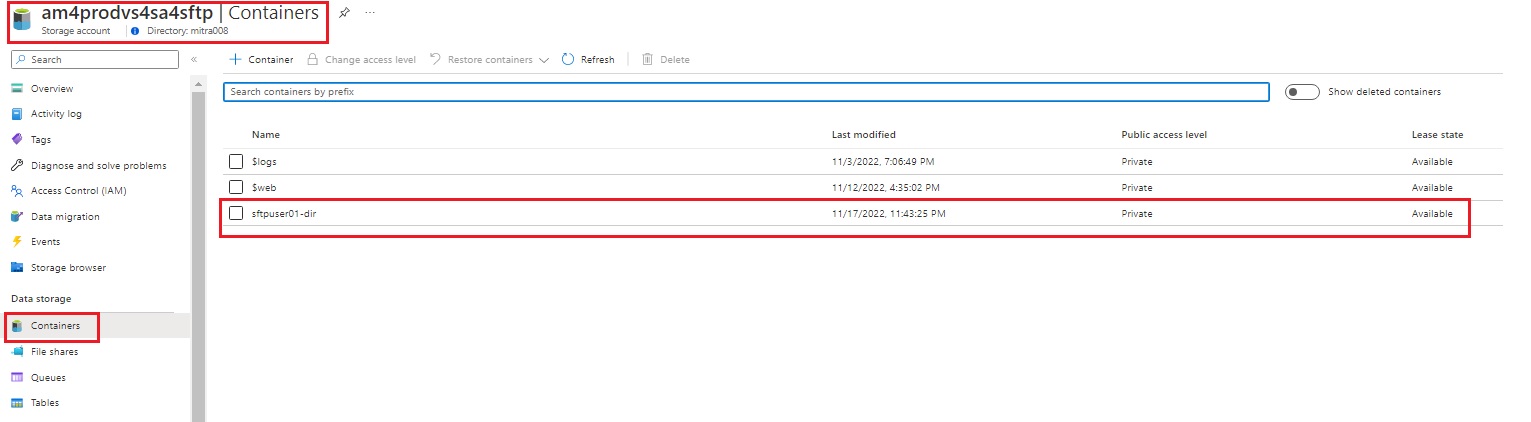 am4prodvs4sa4sftp | Containers ...
Storage account Directory: mitra008
Search «
+ Container Change access level Restore containers Refresh Delete
Overview
Search containers by prefix Show deleted containers
Activity log
Tags
Name Last modified Public access level Lease state
Diagnose and solve problems
$logs 11/3/2022, 7:06:49 PM Private Available
Access Control (IAM)
$web 11/12/2022, 4:35:02 PM Private Available
Data migration
sftpuser01-dir 11/17/2022, 11:43:25 PM Private Available
Events
Storage browser
Data storage
Containers
File shares
Queues
Tables